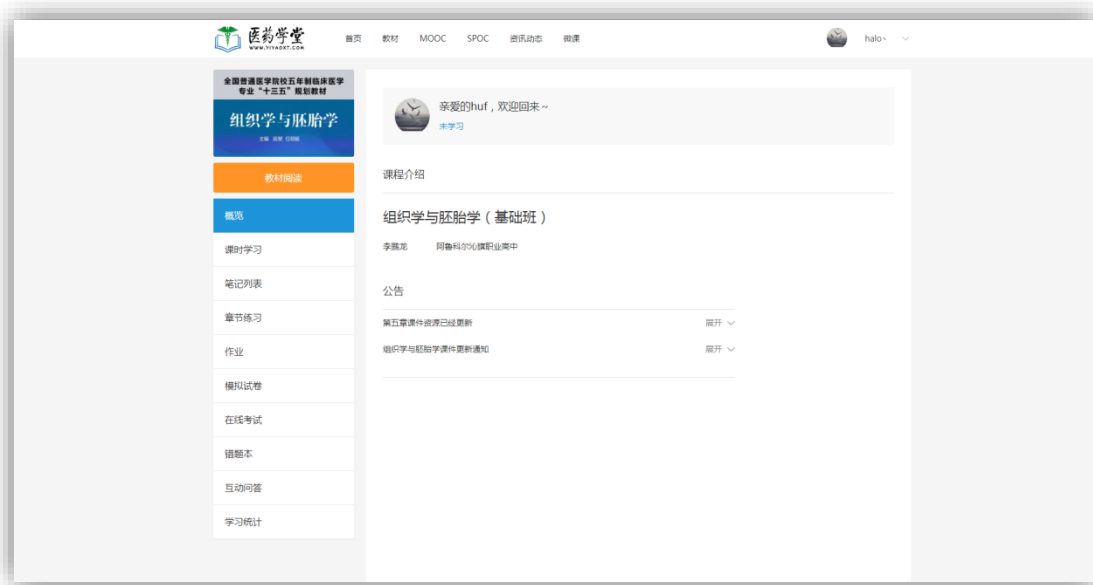 医药学堂
WWW.YIYAOXT.COM
首页 教材 MOOC SPOC 资讯动态 微课
halo~
全国普通医学院校五年制临床医学
专业“十三五”规划教材
组织学与胚胎学
主编
教材阅读
概览
课时学习
笔记列表
章节练习
作业
模拟试卷
在线考试
错题本
互动问答
学习统计
亲爱的huf,欢迎回来~
未学习
课程介绍
组织学与胚胎学(基础班)
李鹏龙 阿鲁科尔沁旗职业高中
公告
第五章课件资源已经更新 展开
组织学与胚胎学课件更新通知 展开